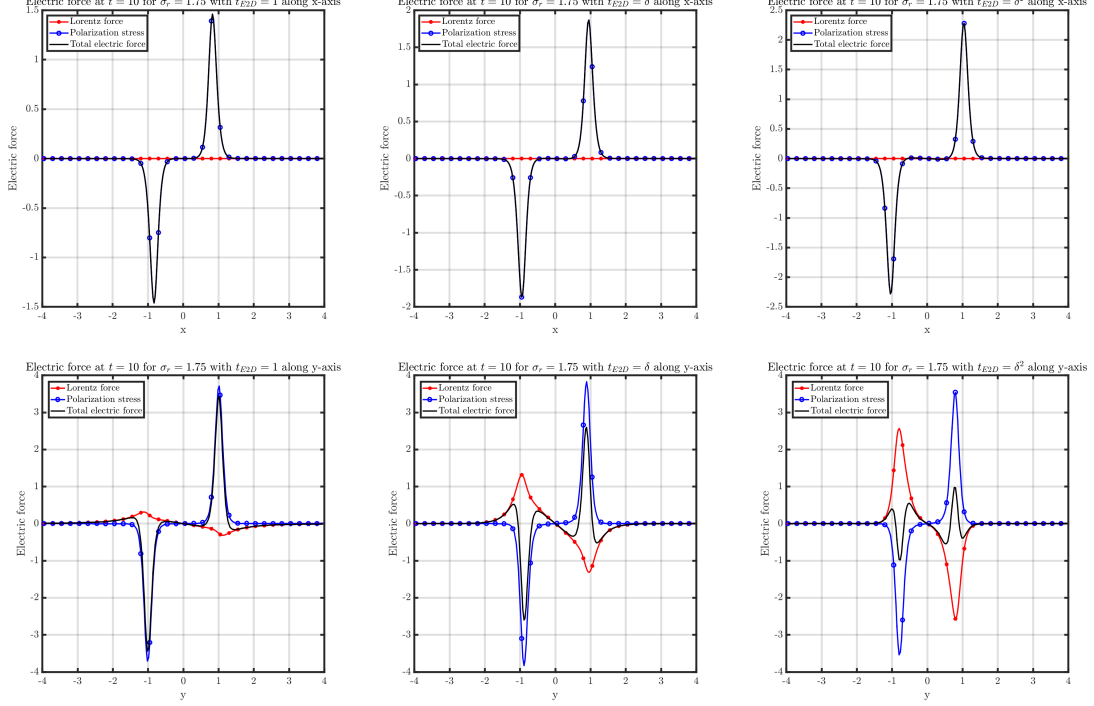 Electric force at t = 10 for σr = 1.75 with tE2D = 1 along x-axis
Lorentz force
Polarization stress
Total electric force
1.5
1
0.5
0
-0.5
-1
-1.5
Electric force
-4 -3 -2 -1 0 1 2 3 4
x
Electric force at t = 10 for σr = 1.75 with tE2D = δ along x-axis
Lorentz force
Polarization stress
Total electric force
2
1.5
1
0.5
0
-0.5
-1
-1.5
-2
Electric force
-4 -3 -2 -1 0 1 2 3 4
x
Electric force at t = 10 for σr = 1.75 with tE2D = δ² along x-axis
Lorentz force
Polarization stress
Total electric force
2.5
2
1.5
1
0.5
0
-0.5
-1
-1.5
-2
-2.5
Electric force
-4 -3 -2 -1 0 1 2 3 4
x
Electric force at t = 10 for σr = 1.75 with tE2D = 1 along y-axis
Lorentz force
Polarization stress
Total electric force
4
3
2
1
0
-1
-2
-3
-4
Electric force
-4 -3 -2 -1 0 1 2 3 4
y
Electric force at t = 10 for σr = 1.75 with tE2D = δ along y-axis
Lorentz force
Polarization stress
Total electric force
4
3
2
1
0
-1
-2
-3
-4
Electric force
-4 -3 -2 -1 0 1 2 3 4
y
Electric force at t = 10 for σr = 1.75 with tE2D = δ² along y-axis
Lorentz force
Polarization stress
Total electric force
4
3
2
1
0
-1
-2
-3
-4
Electric force
-4 -3 -2 -1 0 1 2 3 4
y